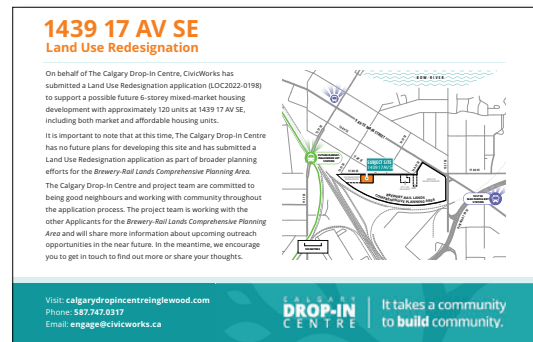 1439 17 AV SE
Land Use Redesignation
On behalf of The Calgary Drop-In Centre, CivicWorks has
submitted a Land Use Redesignation application (LOC2022-0198)
to support a possible future 6-storey mixed-market housing
development with approximately 120 units at 1439 17 AV SE,
including both market and affordable housing units.
It is important to note that at this time, The Calgary Drop-In Centre
has no future plans for developing this site and has submitted a
Land Use Redesignation application as part of broader planning
efforts for the Brewery-Rail Lands Comprehensive Planning Area.
The Calgary Drop-In Centre and project team are committed to
being good neighbours and working with community throughout
the application process. The project team is working with the
other Applicants for the Brewery-Rail Lands Comprehensive Planning
Area and will share more information about upcoming outreach
opportunities in the near future. In the meantime, we encourage
you to get in touch to find out more or share your thoughts.
BOW RIVER
SUBJECT SITE
1439 17 AV SE
BREWERY RAIL LANDS
COMPREHENSIVE PLANNING AREA
Visit: calgarydropincentreinglewood.com
Phone: 587.747.0317
Email: engage@civicworks.ca
CALGARY
DROP-IN
CENTRE
It takes a community
to build community.